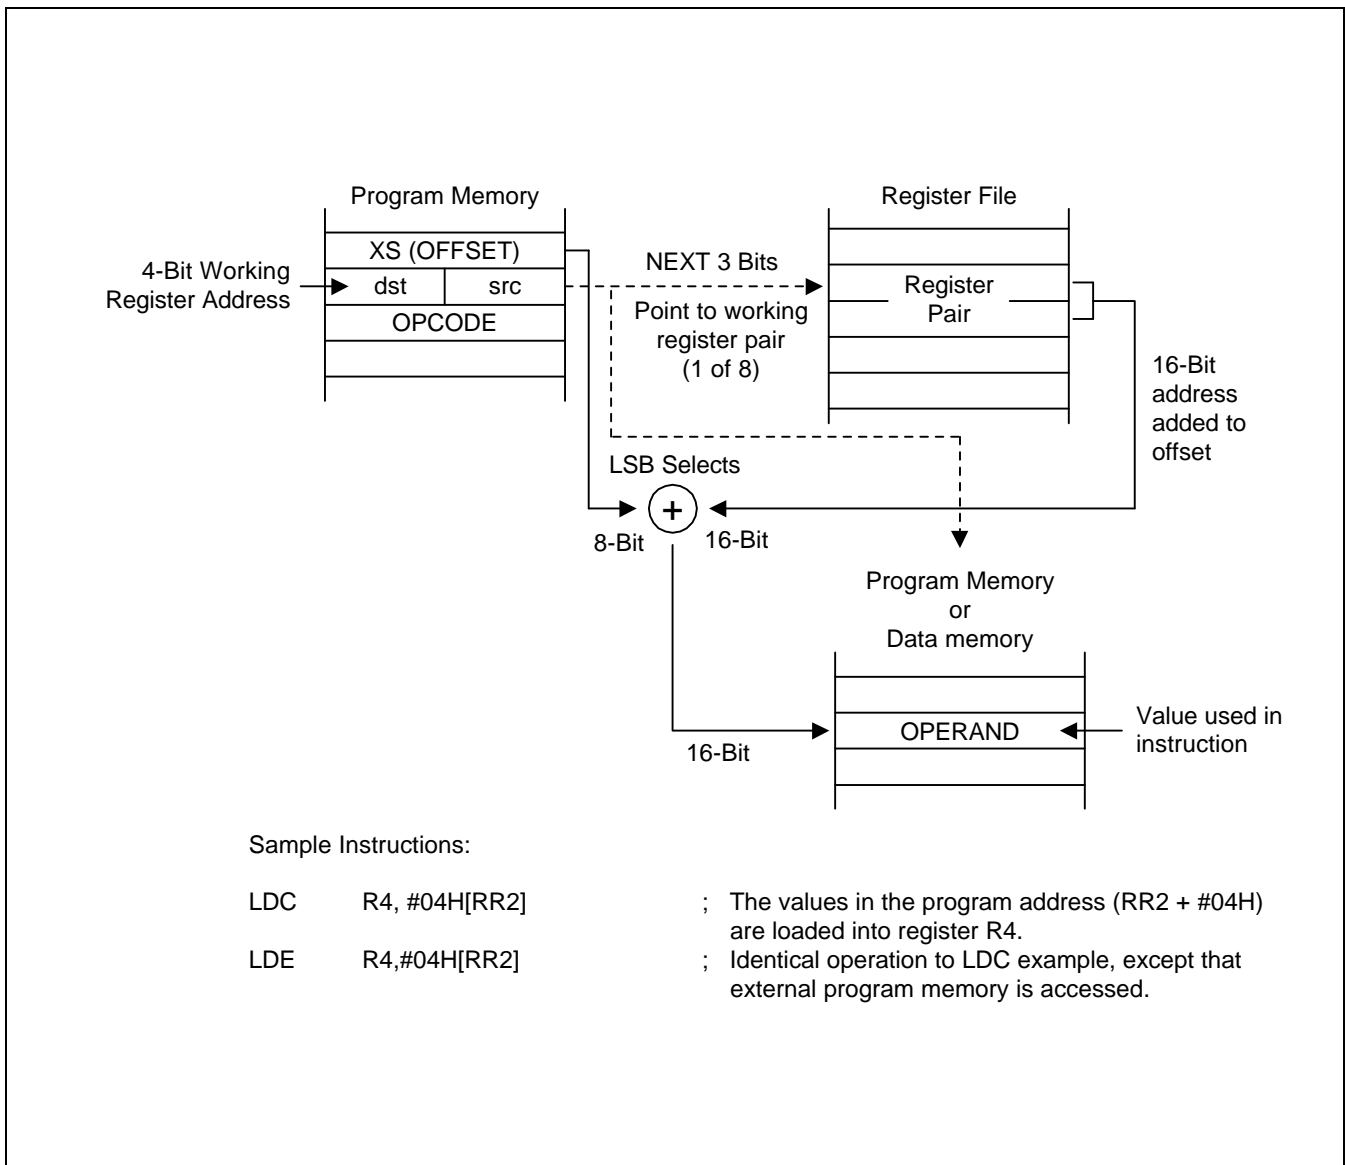 Program Memory
Register File
XS (OFFSET)
4-Bit Working
Register Address
dst
src
OPCODE
NEXT 3 Bits
Point to working
register pair
(1 of 8)
Register
Pair
16-Bit
address
added to
offset
LSB Selects
+
8-Bit
16-Bit
Program Memory
or
Data memory
16-Bit
OPERAND
Value used in
instruction
Sample Instructions:
LDC R4, #04H[RR2] ; The values in the program address (RR2 + #04H)
are loaded into register R4.
LDE R4,#04H[RR2] ; Identical operation to LDC example, except that
external program memory is accessed.